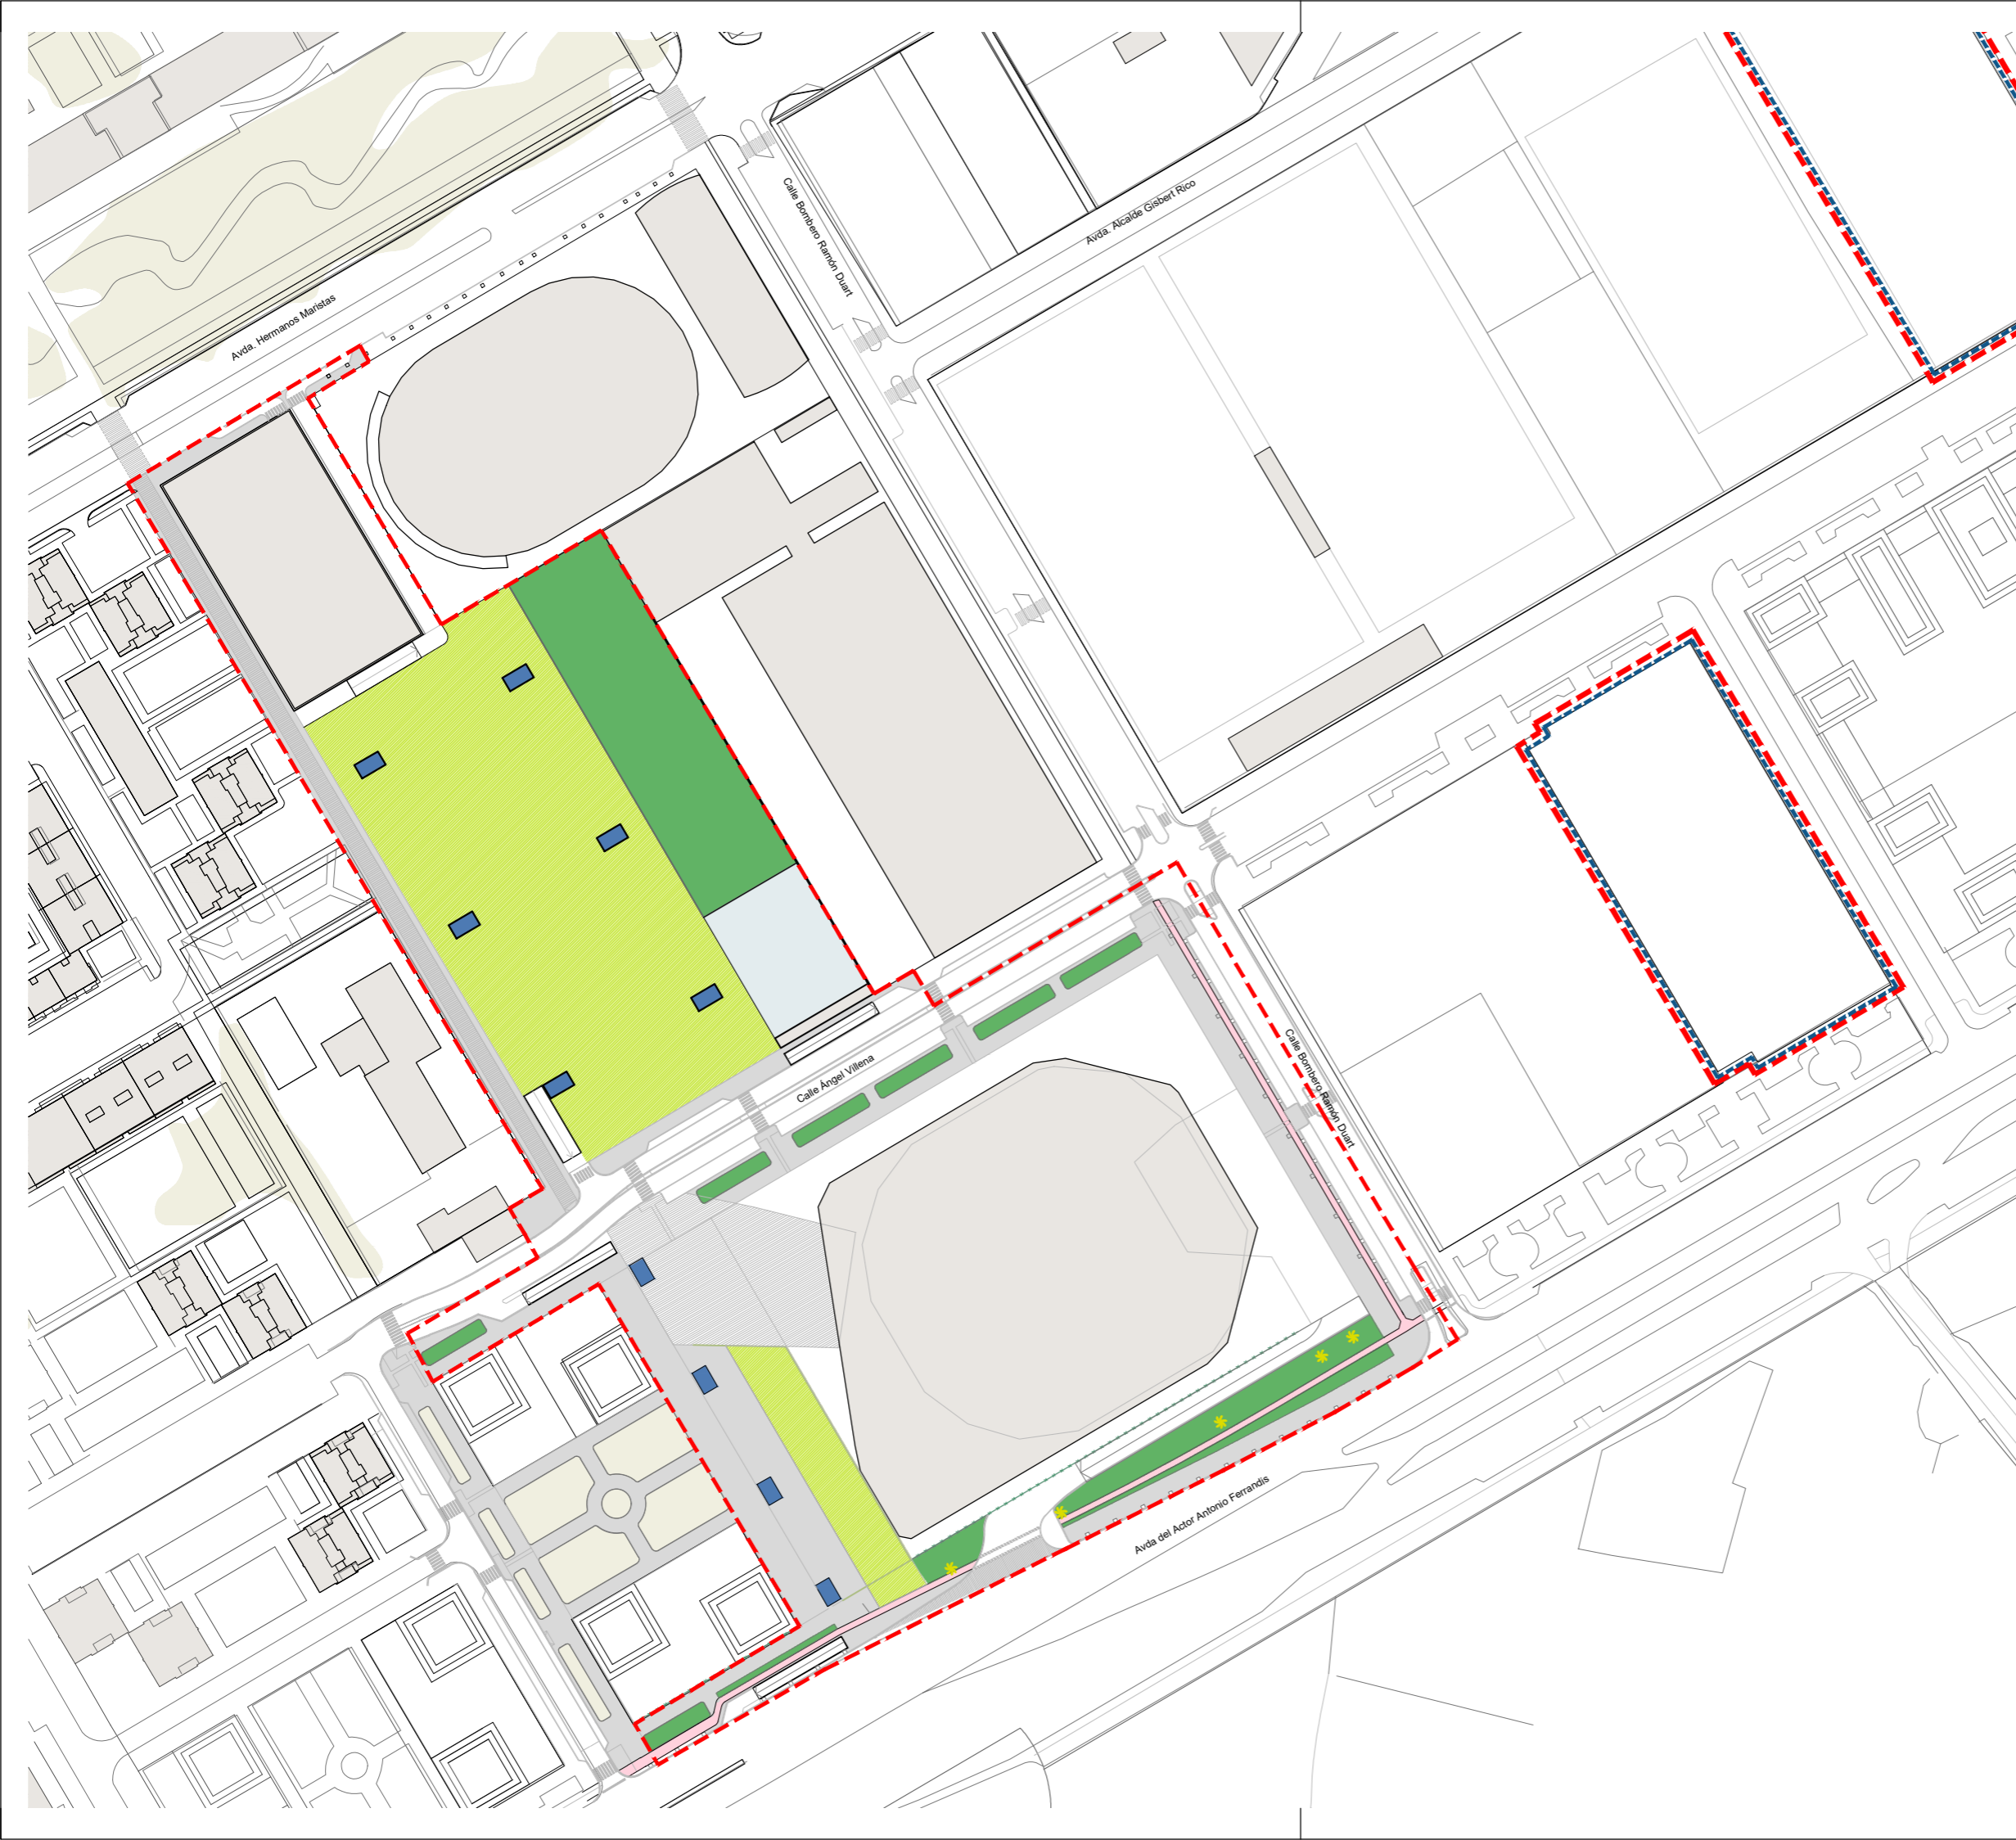 Calle Bombero Ramón Duart
Avda. Alcalde Gisbert Rico
Avda. Hermanos Maristas
Calle Ángel Villena
Calle Bombero Ramón Duart
Avda del Actor Antonio Ferrandis